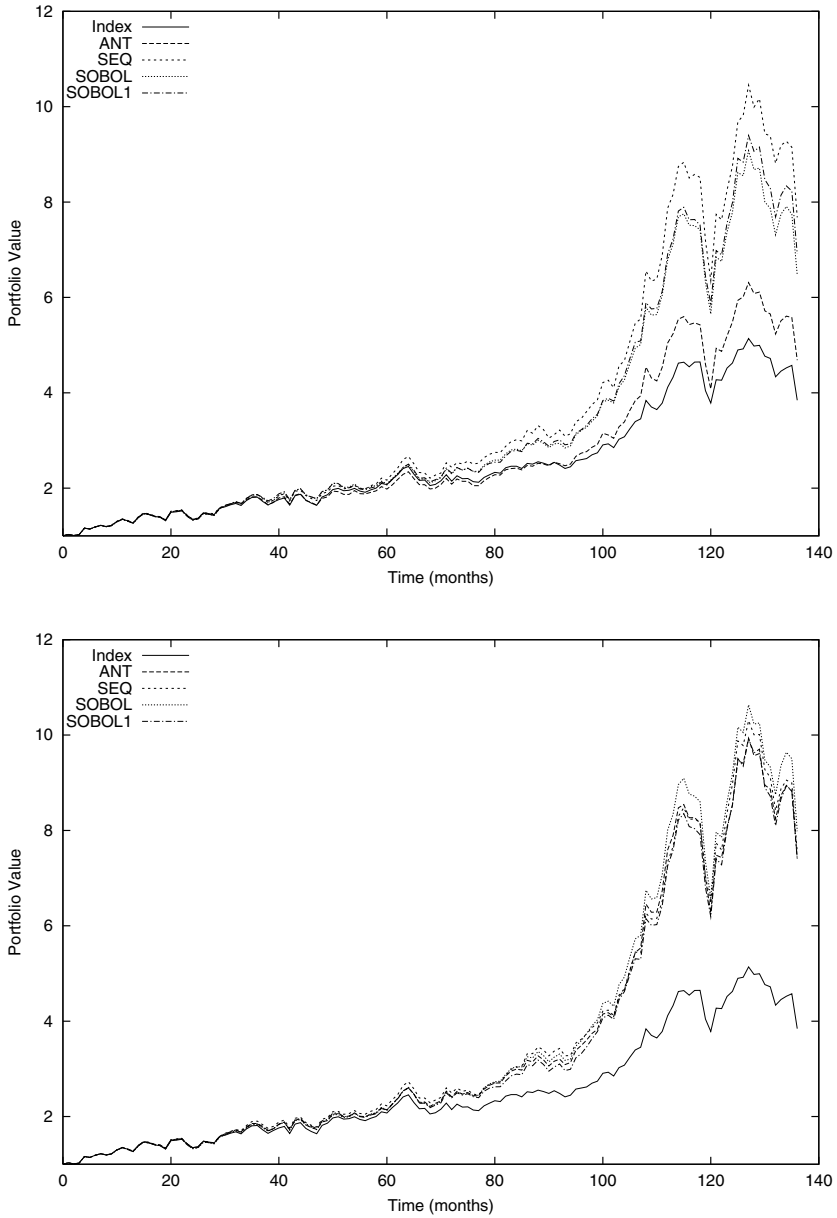 12
10
8
6
4
2
Portfolio Value
Index
ANT
SEQ
SOBOL
SOBOL1
0 20 40 60 80 100 120 140
Time (months)
12
10
8
6
4
2
Portfolio Value
Index
ANT
SEQ
SOBOL
SOBOL1
0 20 40 60 80 100 120 140
Time (months)